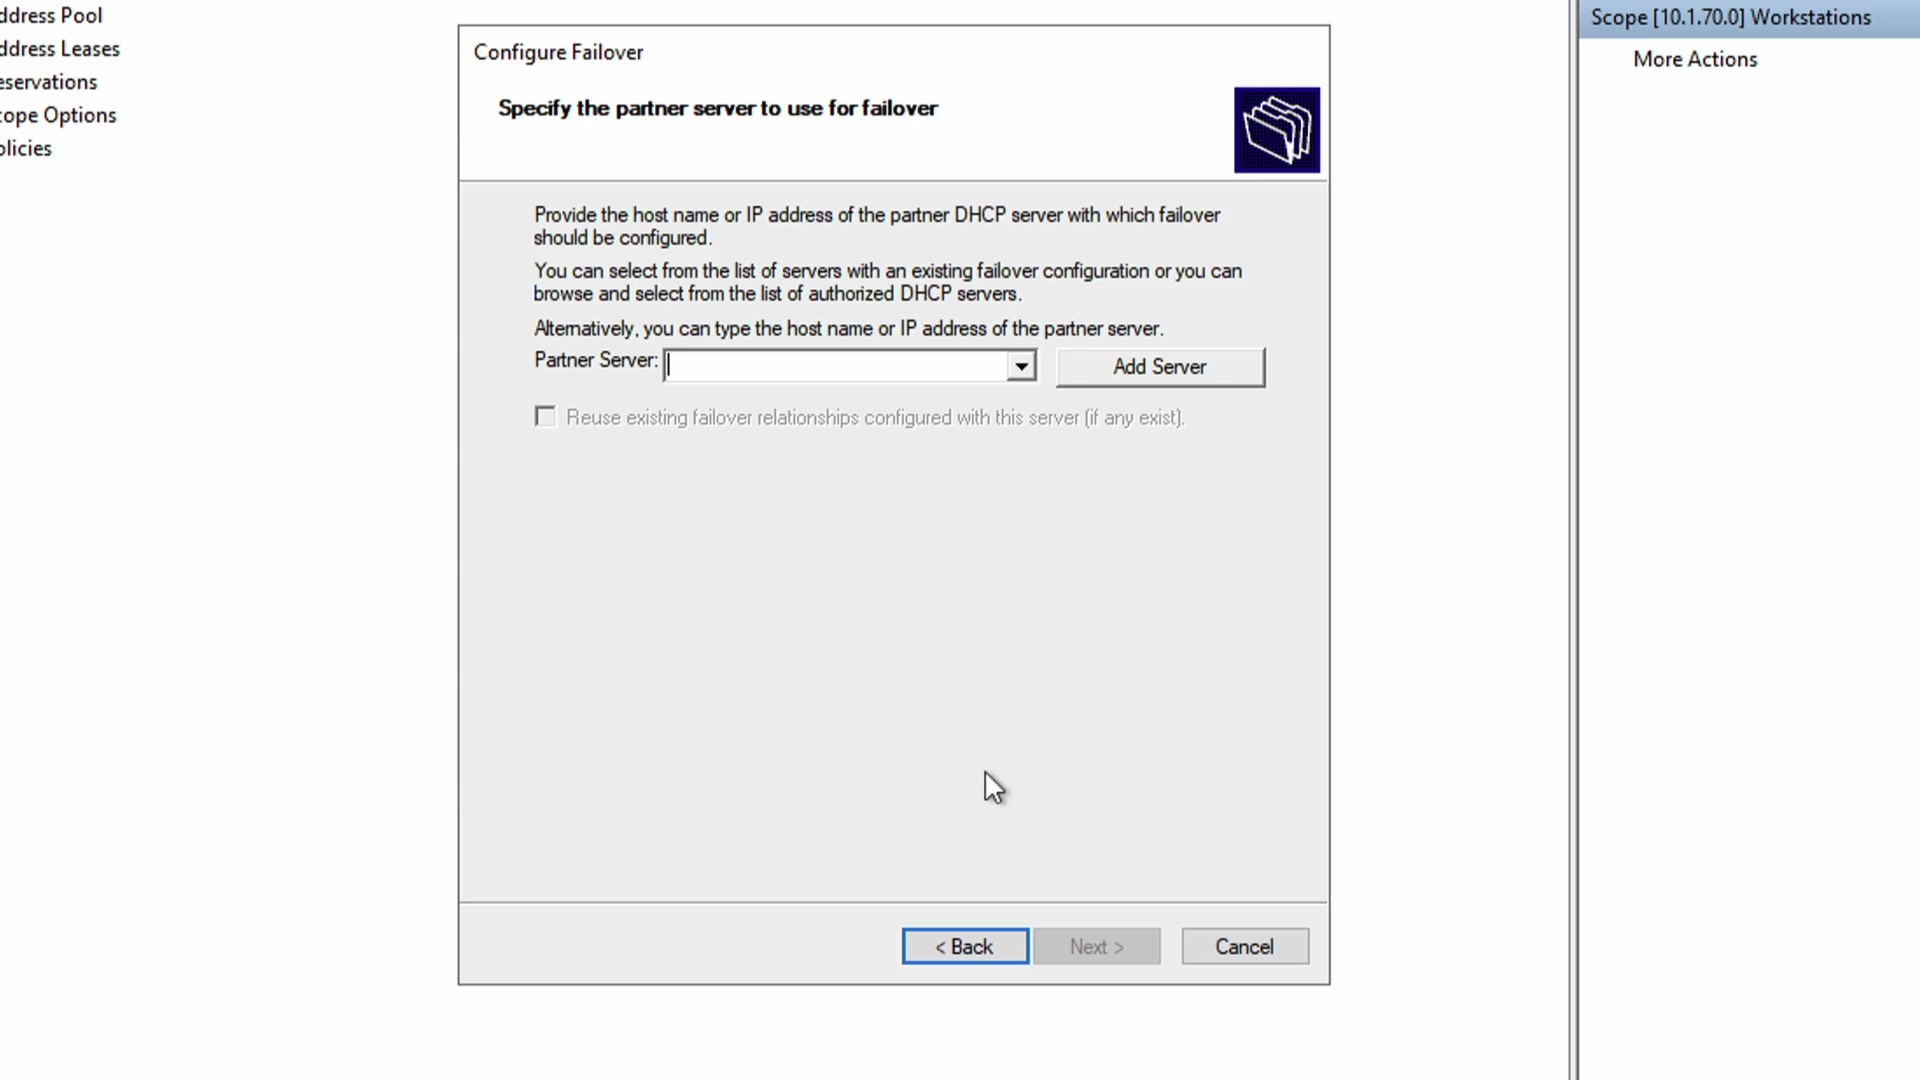 ddress Pool
ddress Leases
eservations
cope Options
olicies
Configure Failover
Specify the partner server to use for failover
Provide the host name or IP address of the partner DHCP server with which failover
should be configured.
You can select from the list of servers with an existing failover configuration or you can
browse and select from the list of authorized DHCP servers.
Alternatively, you can type the host name or IP address of the partner server.
Partner Server:
Add Server
Reuse existing failover relationships configured with this server (if any exist).
< Back
Next >
Cancel
Scope [10.1.70.0] Workstations
More Actions